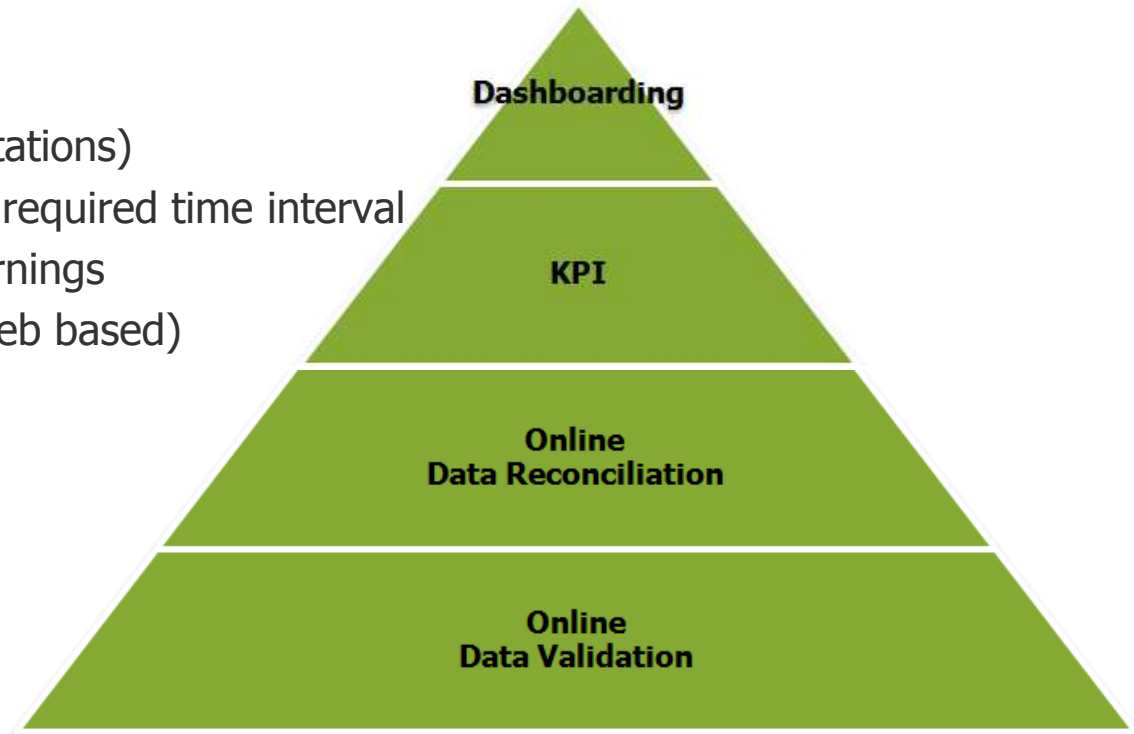 Dashboarding
tations)
required time interval
rnings
KPI
eb based)
Online
Data Reconciliation
Online
Data Validation